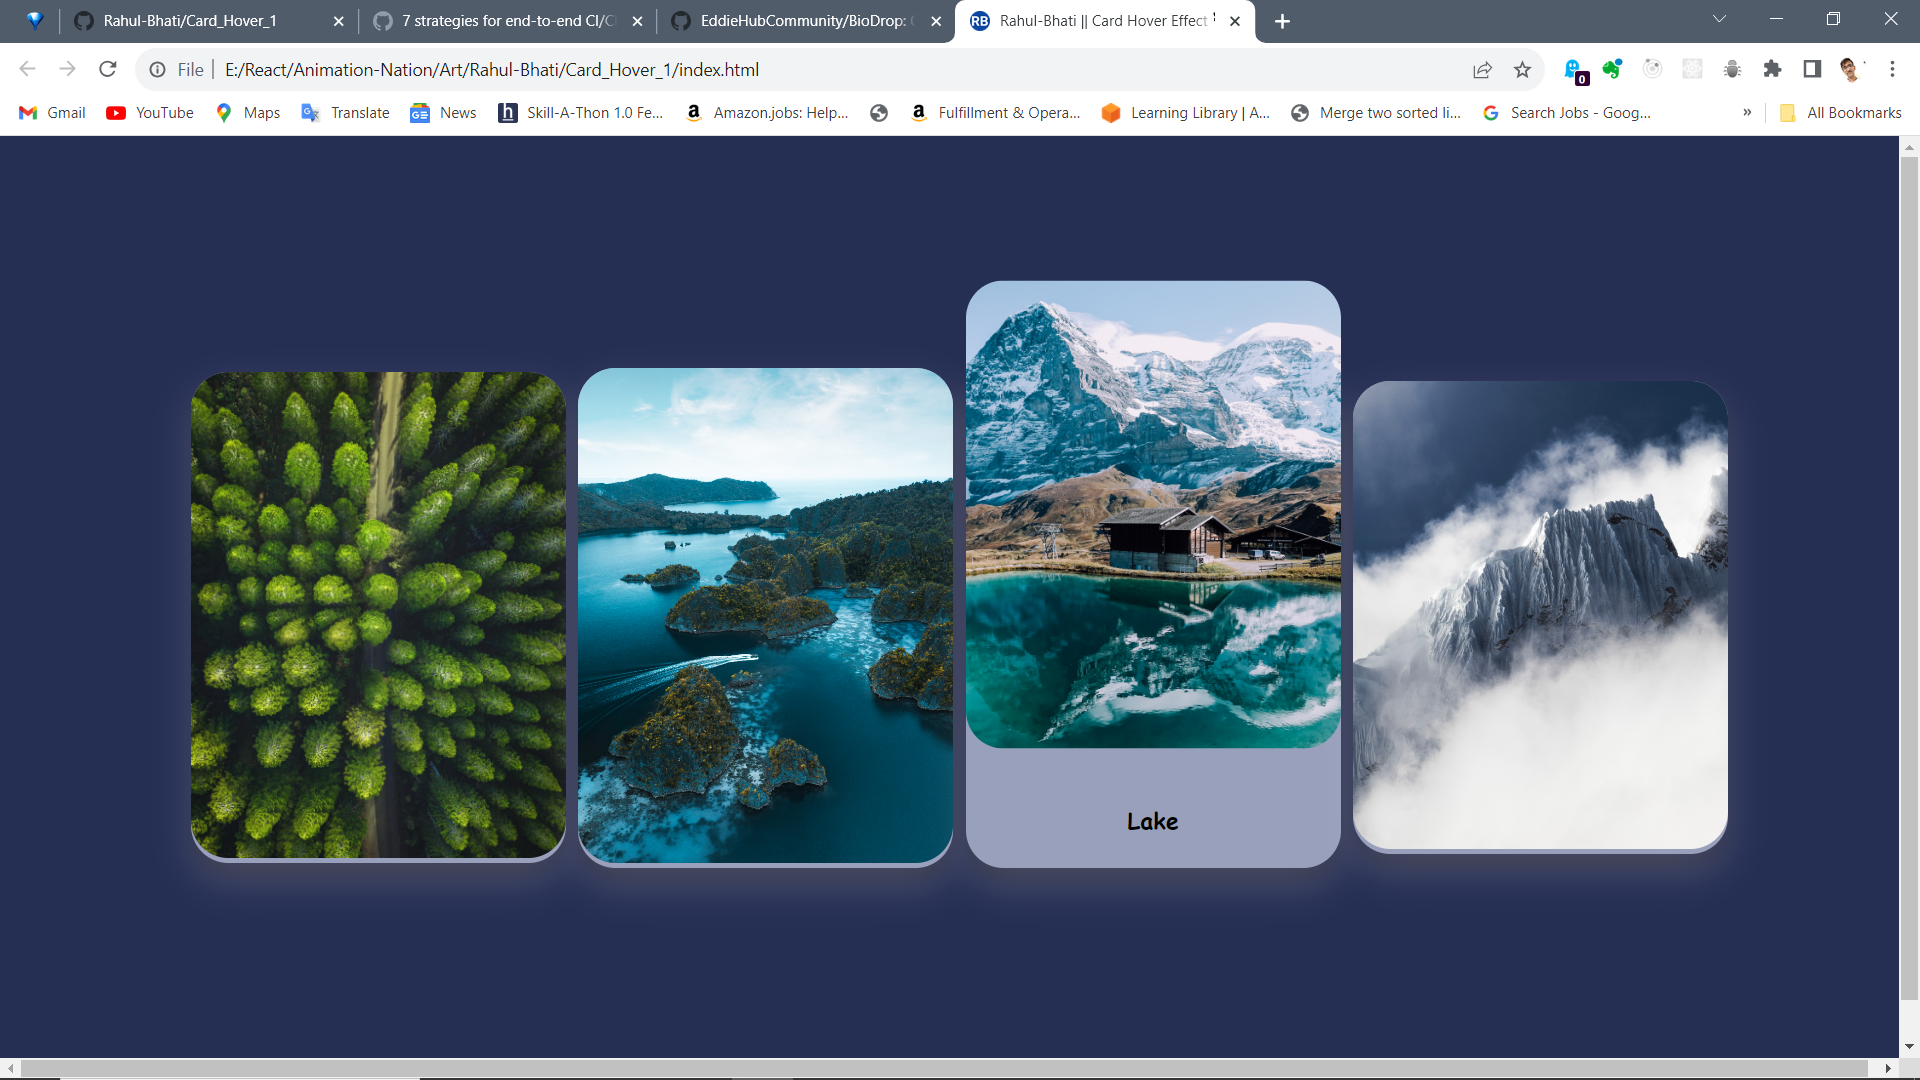 Rahul-Bhati/Card_Hover_1
7 strategies for end-to-end CI/C
EddieHubCommunity/BioDrop:
RB Rahul-Bhati || Card Hover Effect
File E:/React/Animation-Nation/Art/Rahul-Bhati/Card_Hover_1/index.html
0
Gmail YouTube Maps Translate News Skill-A-Thon 1.0 Fe... Amazon.jobs: Help... Fulfillment & Opera... Learning Library | A... Merge two sorted li... Search Jobs - Goog... » All Bookmarks
Lake